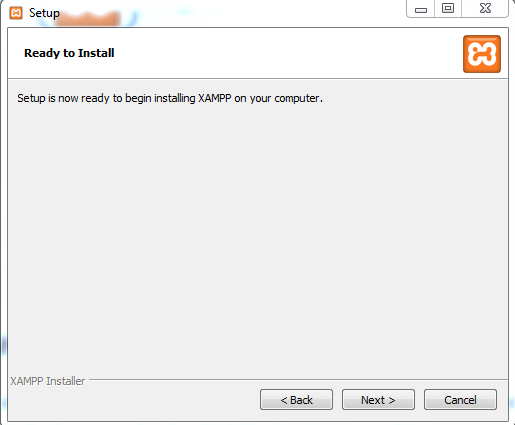 Setup
Ready to Install
Setup is now ready to begin installing XAMPP on your computer.
XAMPP Installer
< Back Next > Cancel